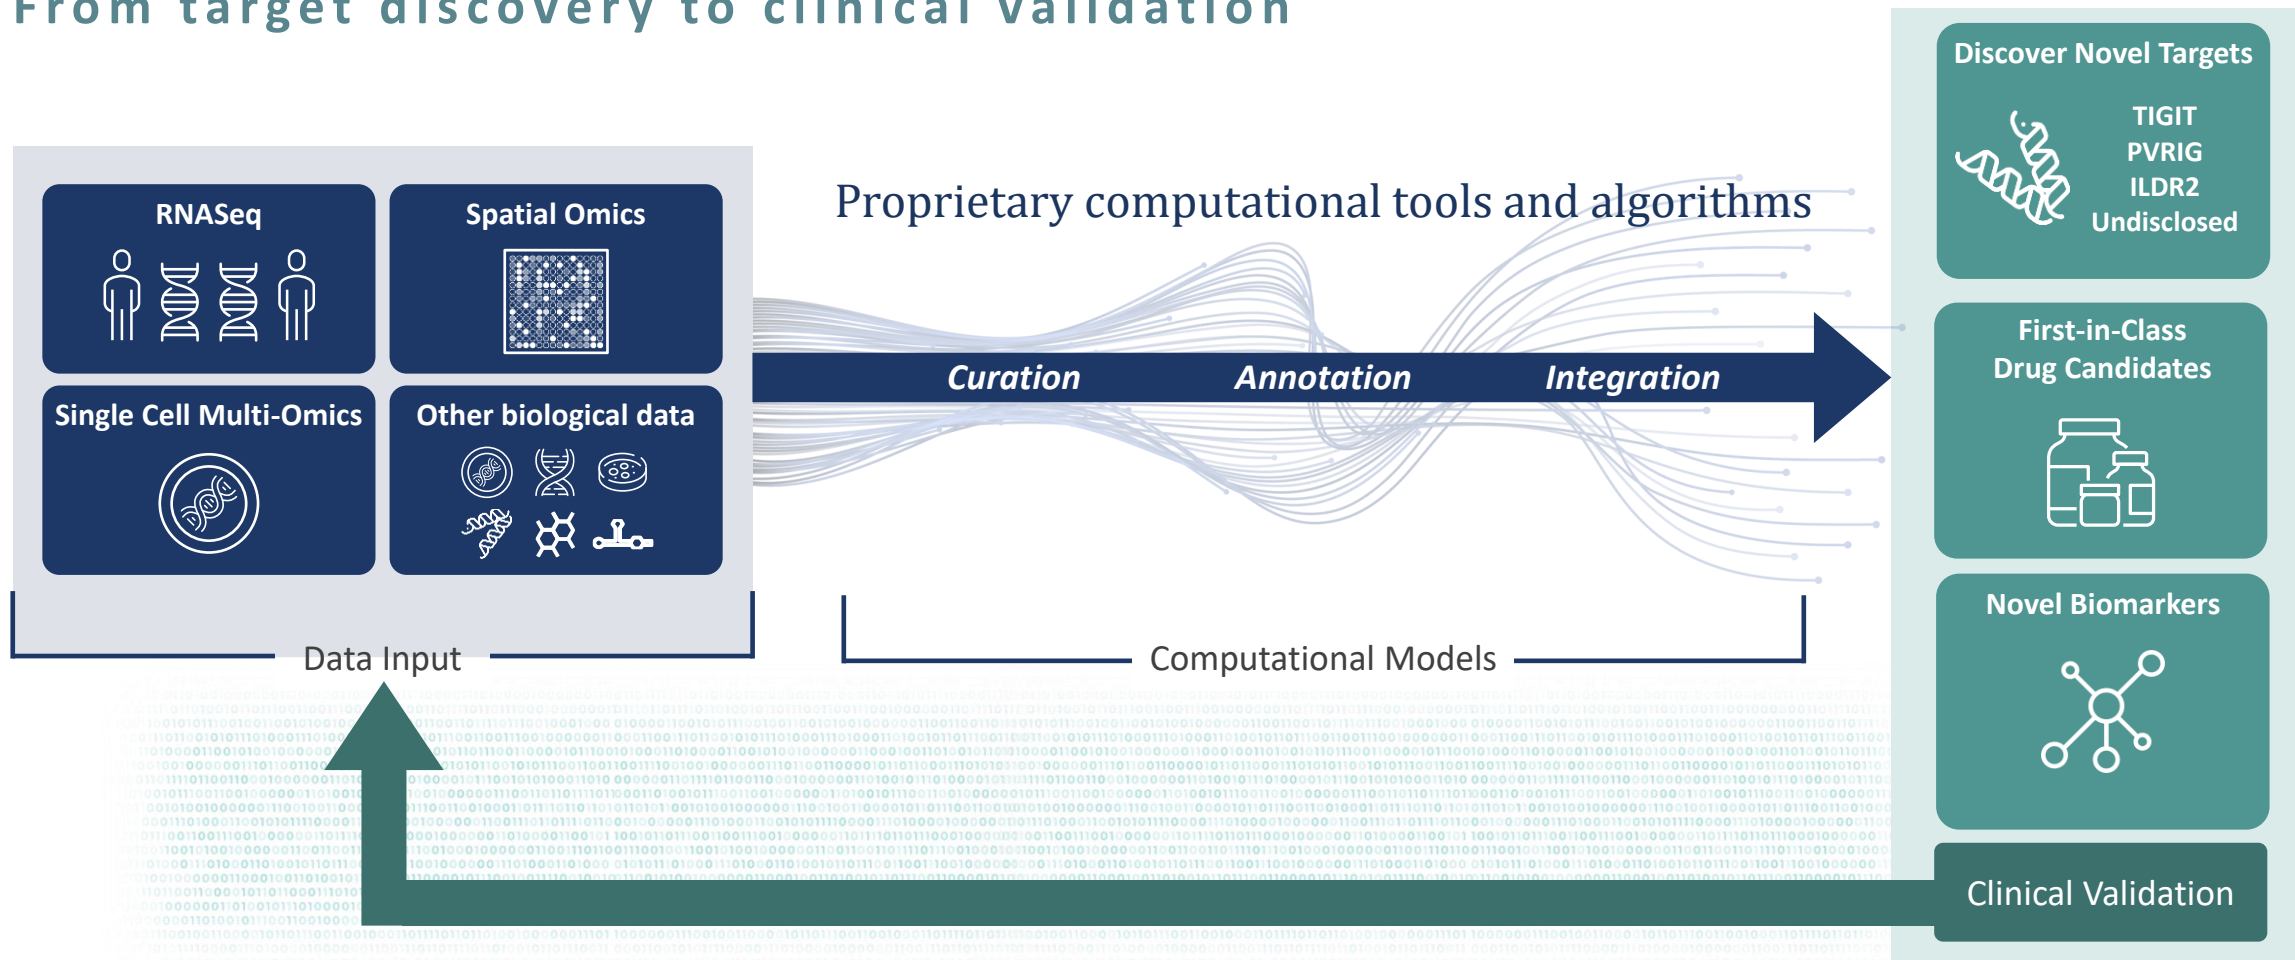 From target discovery to clinical validation
RNASeq
Spatial Omics
Single Cell Multi-Omics
Other biological data
Data Input
Proprietary computational tools and algorithms
Curation
Annotation
Integration
Computational Models
Discover Novel Targets
TIGIT
PVRIG
ILDR2
Undisclosed
First-in-Class
Drug Candidates
Novel Biomarkers
Clinical Validation